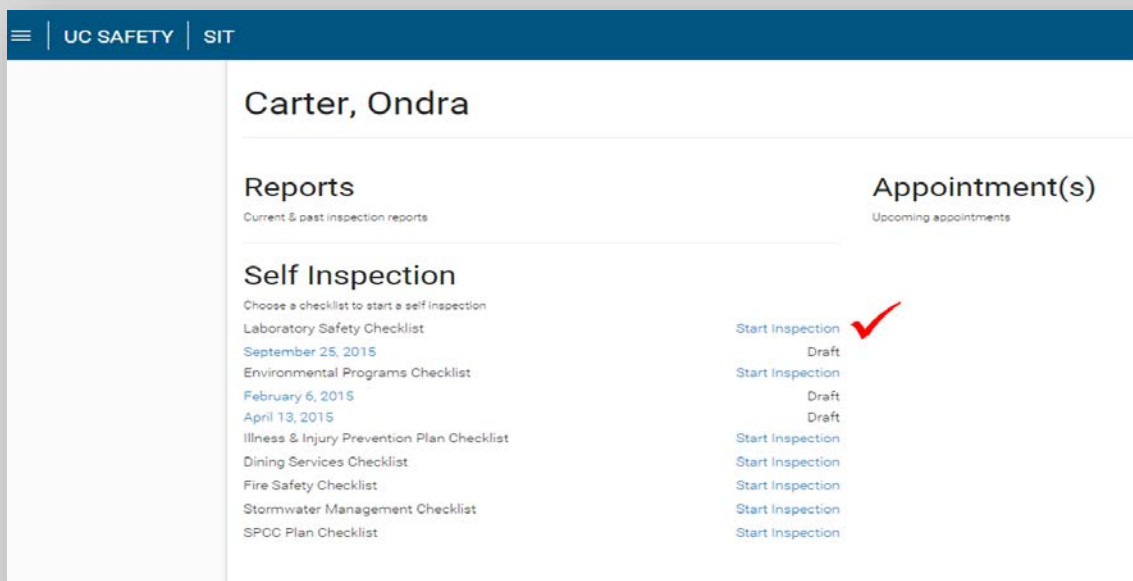 UC SAFETY SIT
Carter, Ondra
Reports
Current & past inspection reports
Appointment(s)
Upcoming appointments
Self Inspection
Choose a checklist to start a self inspection
Laboratory Safety Checklist Start Inspection
September 25, 2015 Draft
Environmental Programs Checklist Start Inspection
February 6, 2015 Draft
April 13, 2015 Draft
Illness & Injury Prevention Plan Checklist Start Inspection
Dining Services Checklist Start Inspection
Fire Safety Checklist Start Inspection
Stormwater Management Checklist Start Inspection
SPCC Plan Checklist Start Inspection